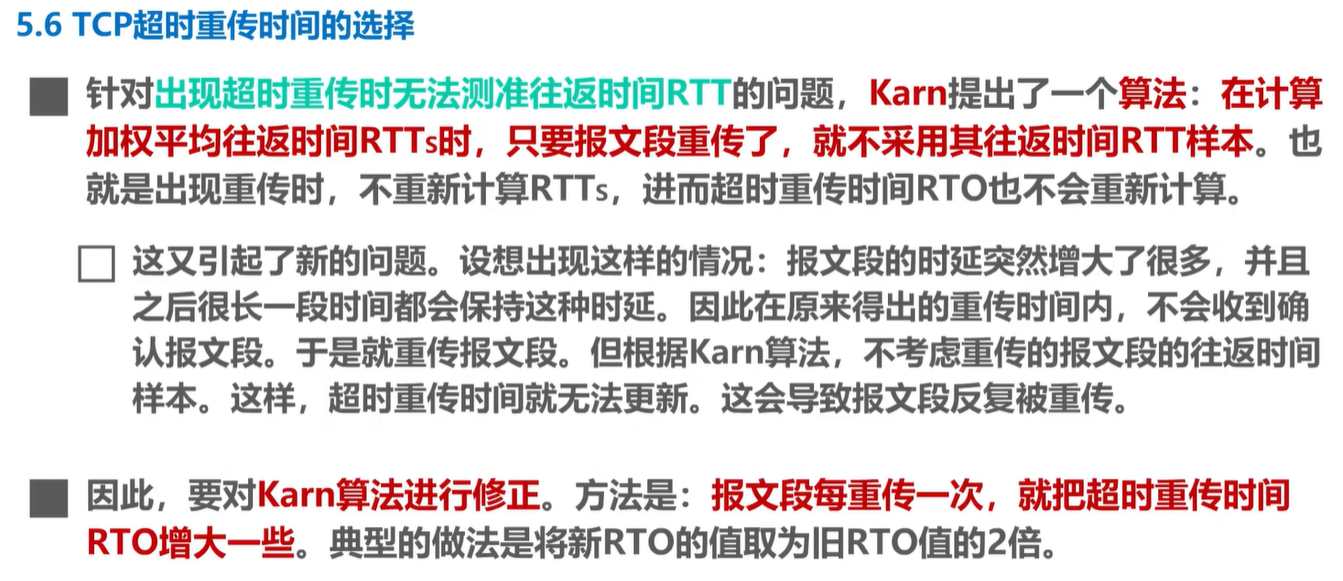 5.6 TCP超时重传时间的选择
针对出现超时重传时无法测准往返时间RTT的问题，Karn提出了一个算法：在计算
加权平均往返时间RTTs时，只要报文段重传了，就不采用其往返时间RTT样本。也
就是出现重传时，不重新计算RTTs，进而超时重传时间RTO也不会重新计算。
这又引起了新的问题。设想出现这样的情况：报文段的时延突然增大了很多，并且
之后很长一段时间都会保持这种时延。因此在原来得出的重传时间内，不会收到确
认报文段。于是就重传报文段。但根据Karn算法，不考虑重传的报文段的往返时间
样本。这样，超时重传时间就无法更新。这会导致报文段反复被重传。
因此，要对Karn算法进行修正。方法是：报文段每重传一次，就把超时重传时间
RTO增大一些。典型的做法是将新RTO的值取为旧RTO值的2倍。